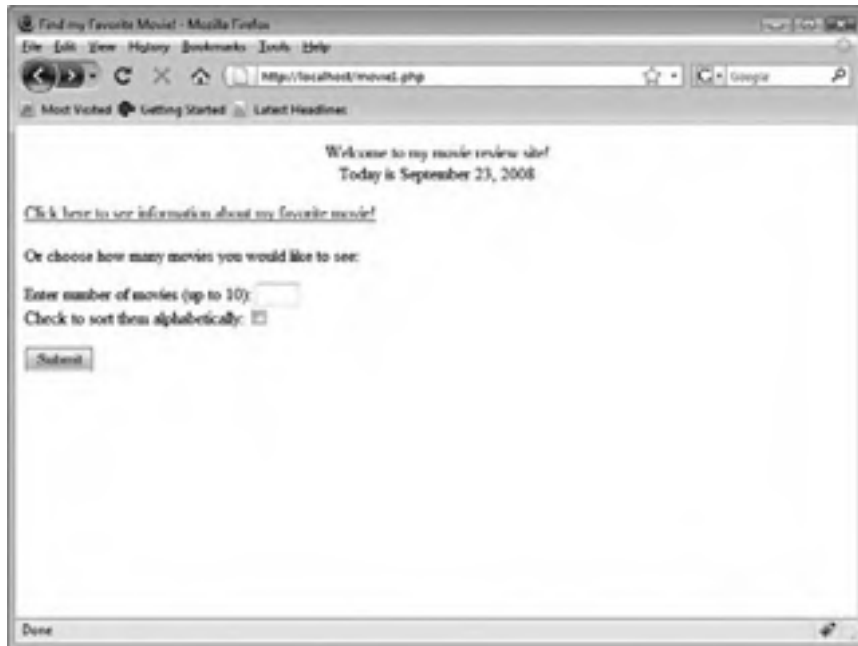 Find my Favorite Movie! - Mozilla Firefox
File Edit View History Bookmarks Tools Help
http://localhost/movie1.php
Google
Most Visited Getting Started Latest Headlines
Welcome to my movie review site!
Today is September 23, 2008
Click here to see information about my favorite movie!
Or choose how many movies you would like to see:
Enter number of movies (up to 10):
Check to sort them alphabetically:
Submit
Done